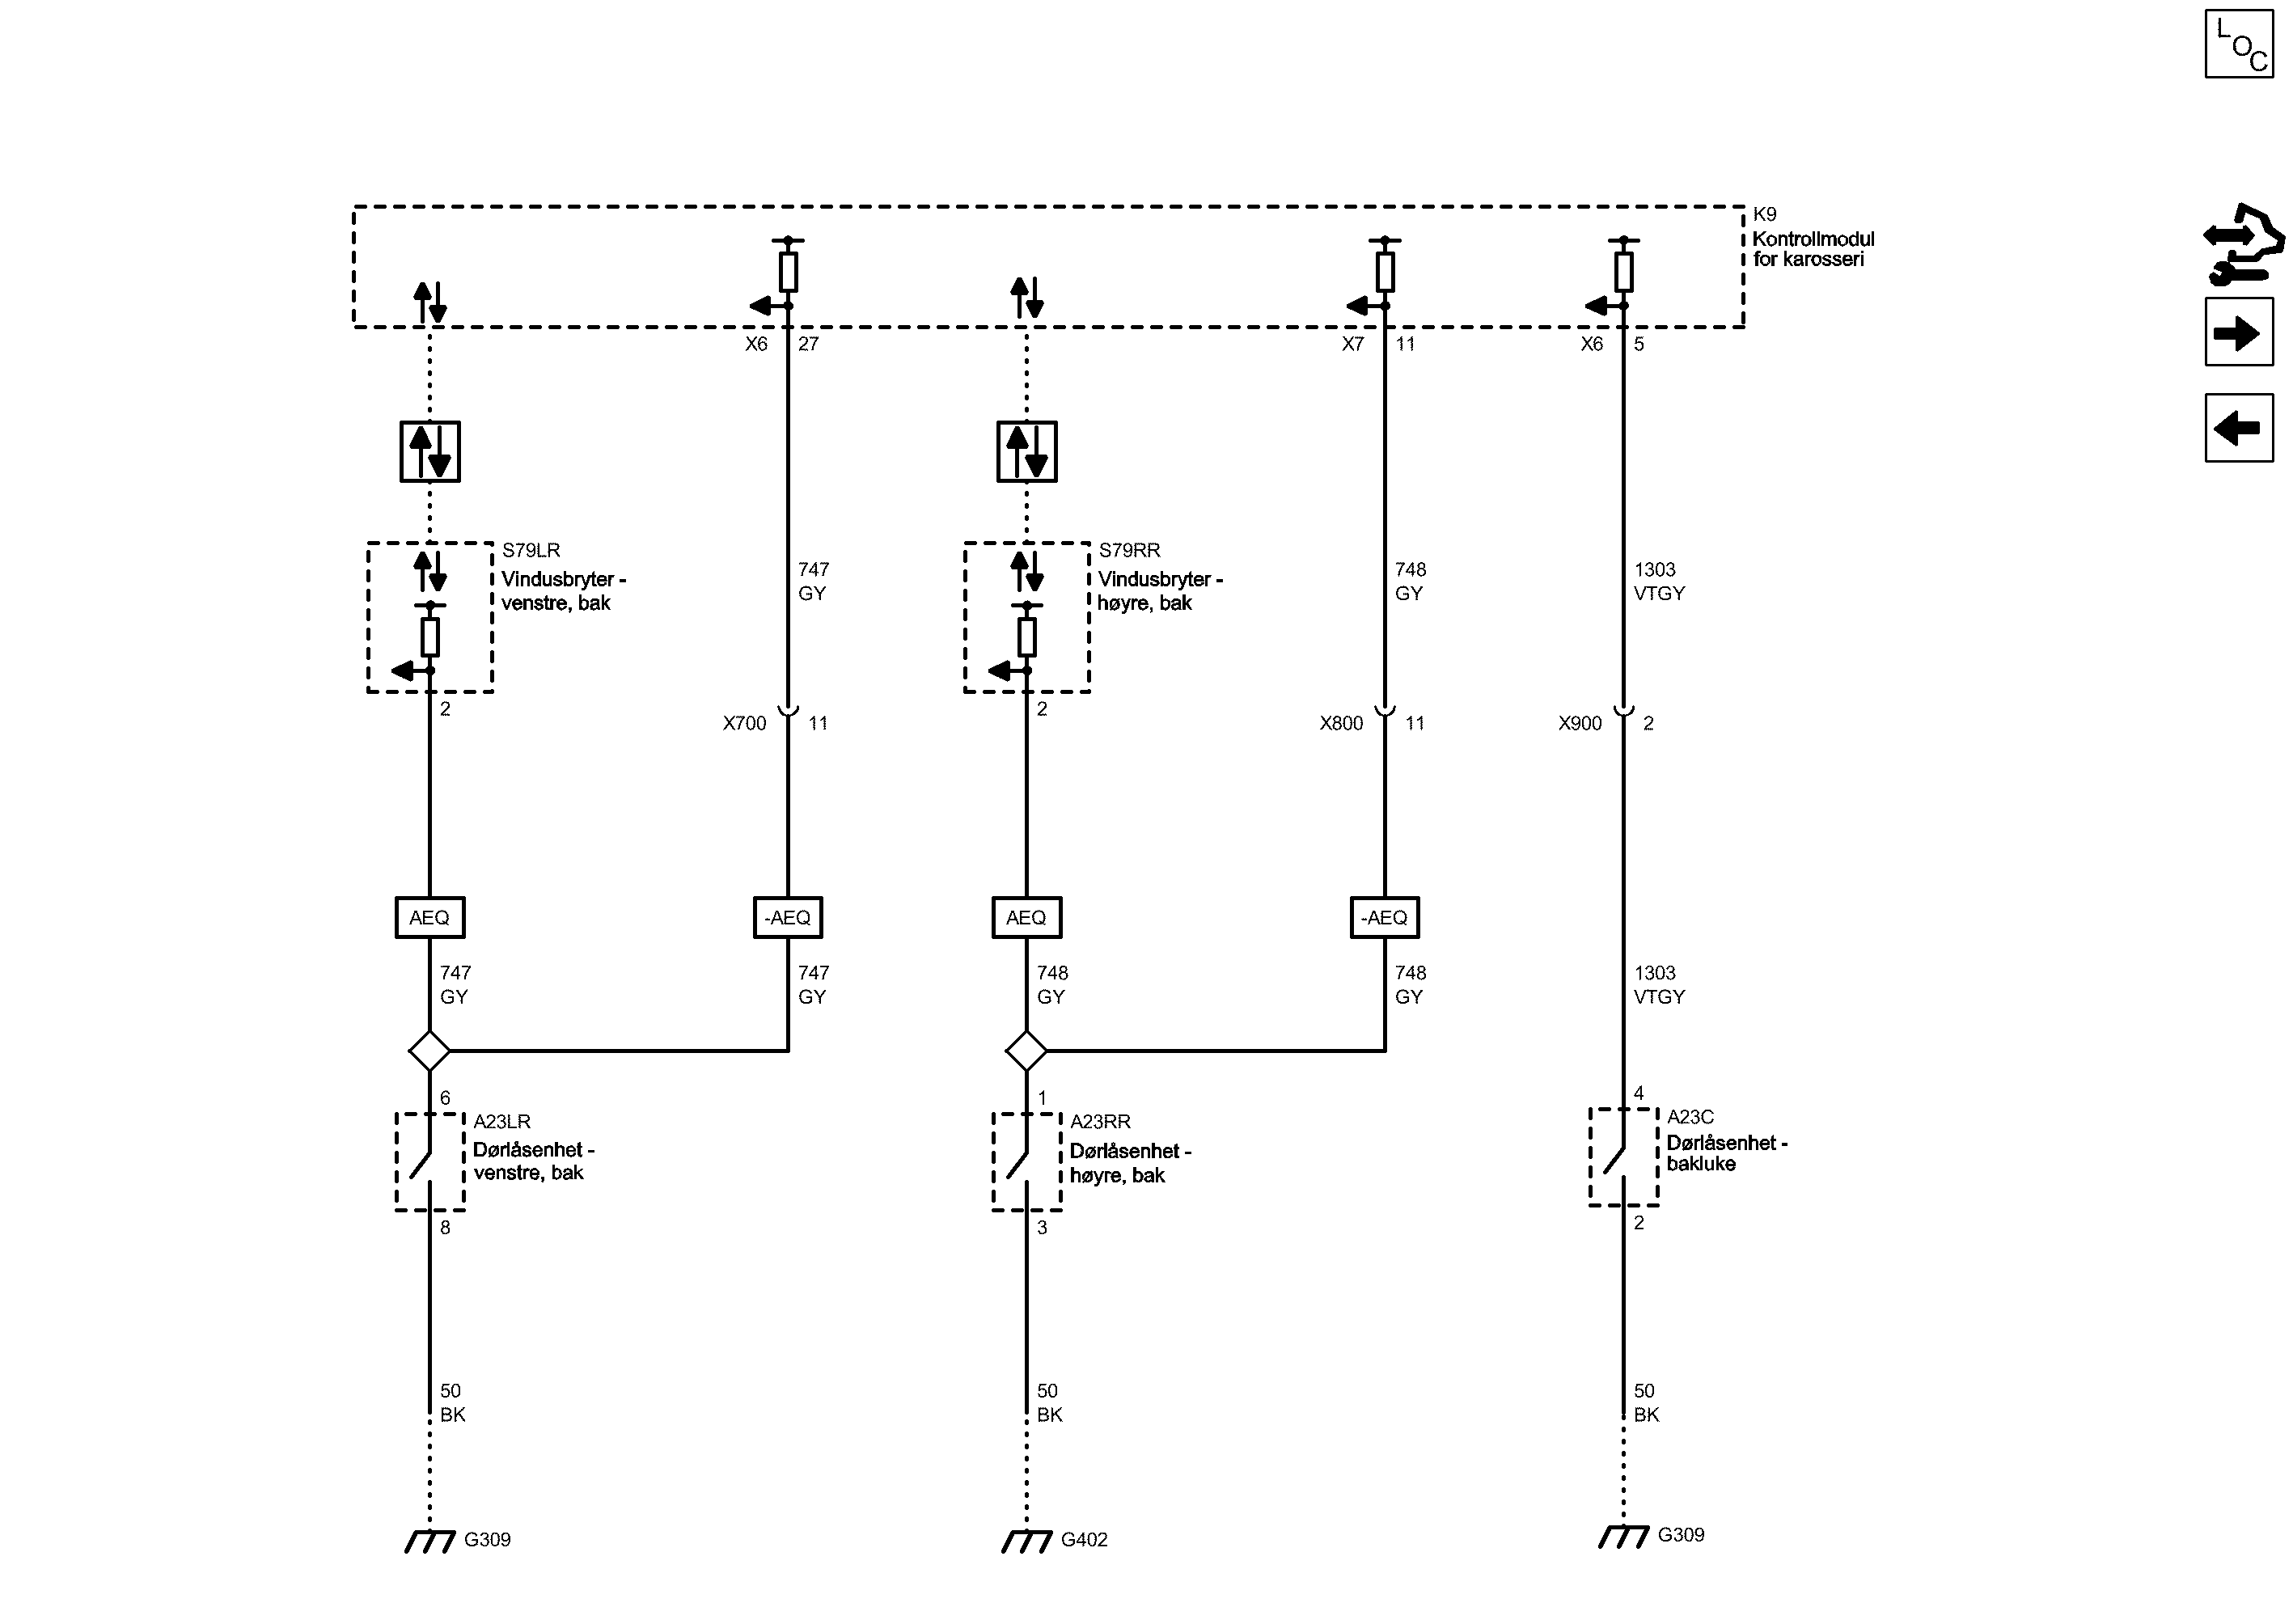 LOC
K9
Kontrollmodul
for karosseri
X6 27
X7 11
X6 5
S79LR
Vindusbryter -
venstre, bak
S79RR
Vindusbryter -
høyre, bak
747
GY
748
GY
1303
VTGY
2
2
X700 11
X800 11
X900 2
AEQ
-AEQ
AEQ
-AEQ
747
GY
747
GY
748
GY
748
GY
1303
VTGY
6
A23LR
Dørlåsenhet -
venstre, bak
8
1
A23RR
Dørlåsenhet -
høyre, bak
3
4
A23C
Dørlåsenhet -
bakluke
2
50
BK
50
BK
50
BK
G309
G402
G309